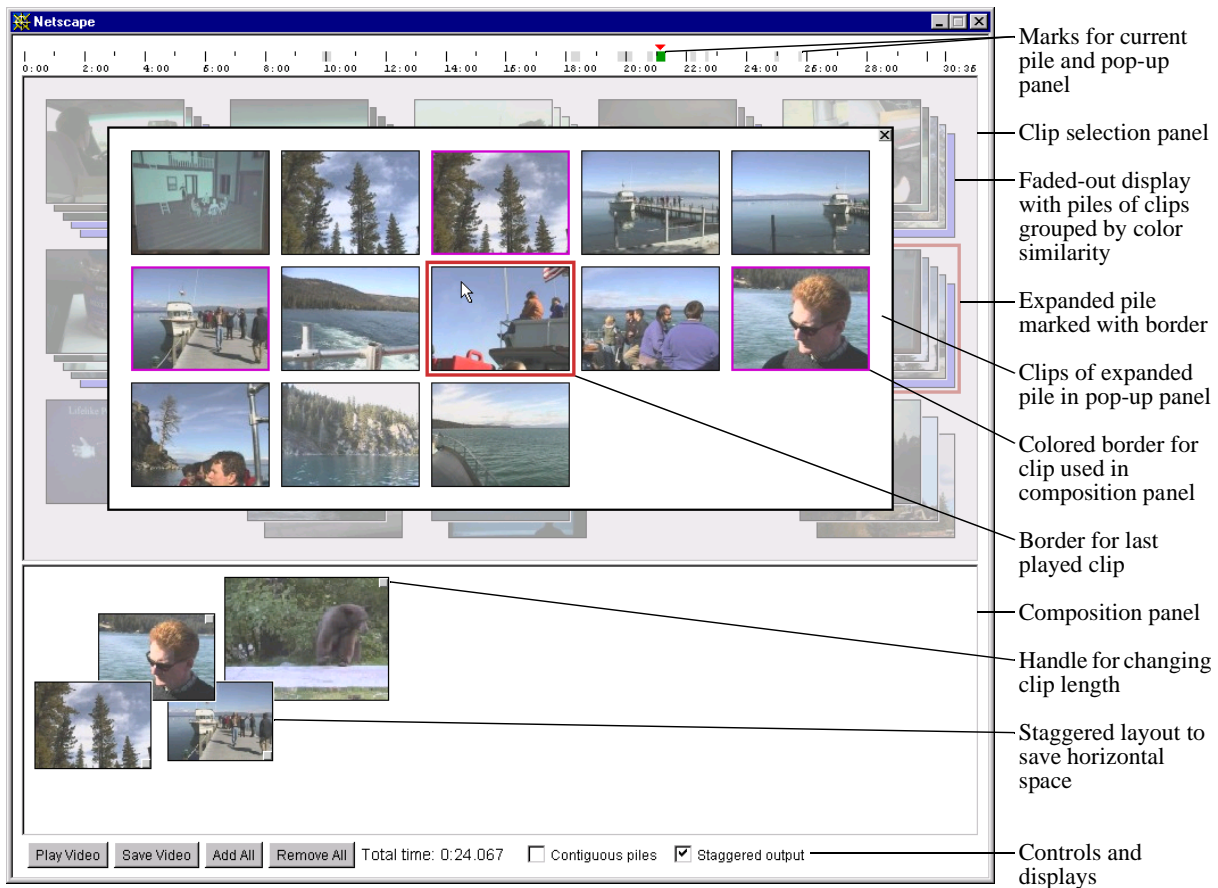 Netscape
0:00 2:00 4:00 6:00 8:00 10:00 12:00 14:00 16:00 18:00 20:00 22:00 24:00 26:00 28:00 30:36
Marks for current
pile and pop-up
panel
Clip selection panel
Faded-out display
with piles of clips
grouped by color
similarity
Expanded pile
marked with border
Clips of expanded
pile in pop-up panel
Colored border for
clip used in
composition panel
Border for last
played clip
Lifelike
Composition panel
Handle for changing
clip length
Staggered layout to
save horizontal
space
Play Video Save Video Add All Remove All Total time: 0:24.067 Contiguous piles Staggered output
Controls and
displays